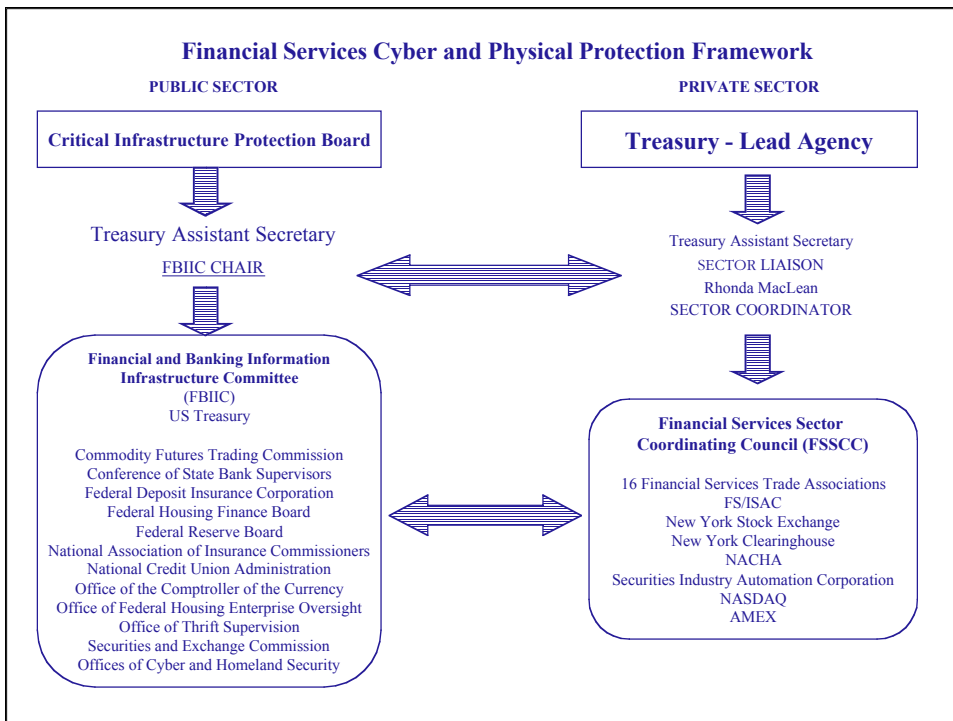 Financial Services Cyber and Physical Protection Framework
PUBLIC SECTOR
Critical Infrastructure Protection Board
Treasury Assistant Secretary
FBIIC CHAIR
Financial and Banking Information
Infrastructure Committee
(FBIIC)
US Treasury
Commodity Futures Trading Commission
Conference of State Bank Supervisors
Federal Deposit Insurance Corporation
Federal Housing Finance Board
Federal Reserve Board
National Association of Insurance Commissioners
National Credit Union Administration
Office of the Comptroller of the Currency
Office of Federal Housing Enterprise Oversight
Office of Thrift Supervision
Securities and Exchange Commission
Offices of Cyber and Homeland Security
PRIVATE SECTOR
Treasury - Lead Agency
Treasury Assistant Secretary
SECTOR LIAISON
Rhonda MacLean
SECTOR COORDINATOR
Financial Services Sector
Coordinating Council (FSSCC)
16 Financial Services Trade Associations
FS/ISAC
New York Stock Exchange
New York Clearinghouse
NACHA
Securities Industry Automation Corporation
NASDAQ
AMEX